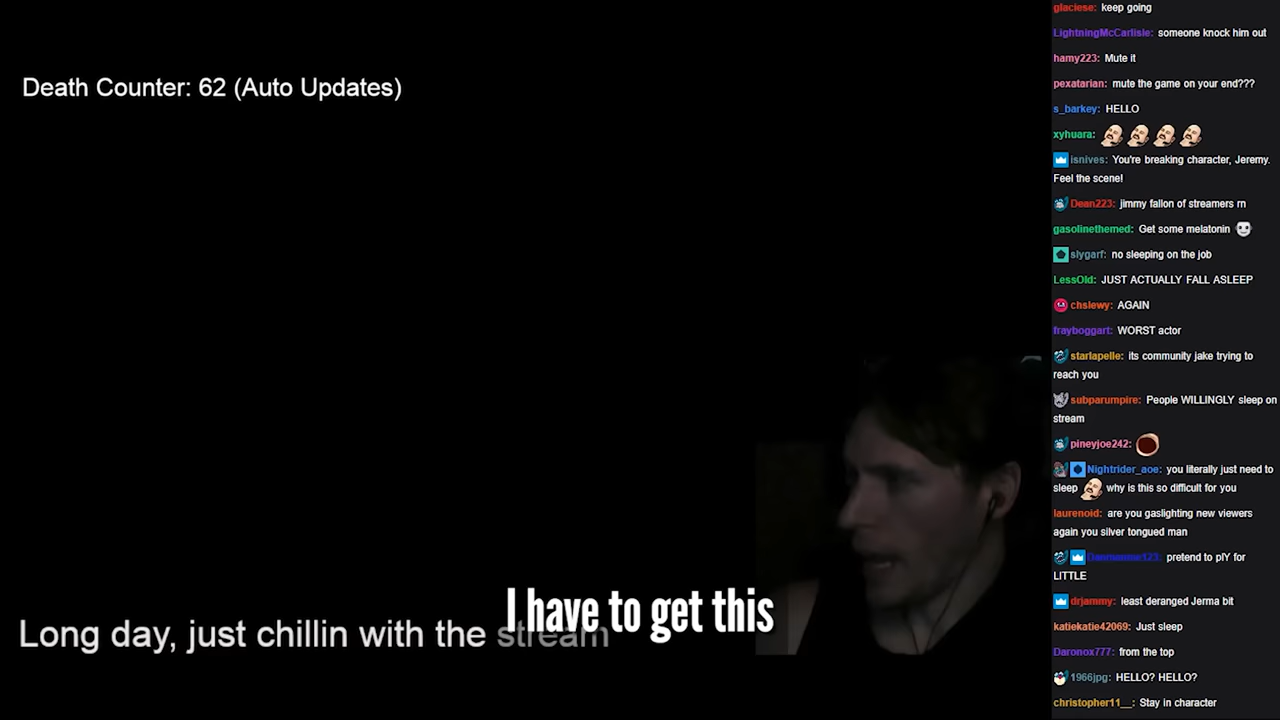 Death Counter: 62 (Auto Updates)
I have to get this
Long day, just chillin with the stream
glaciese: keep going
LightningMcCarlisle: someone knock him out
hamy223: Mute it
pexatarian: mute the game on your end???
s_barkey: HELLO
xyhuara:
isnives: You're breaking character, Jeremy.
Feel the scene!
Dean223: jimmy fallon of streamers rn
gasolinethemed: Get some melatonin
slygarf: no sleeping on the job
LessOld: JUST ACTUALLY FALL ASLEEP
chslewy: AGAIN
frayboggart: WORST actor
starlapelle: its community jake trying to
reach you
subparumpire: People WILLINGLY sleep on
stream
pineyjoe242:
Nightrider_aoe: you literally just need to
sleep why is this so difficult for you
laurenoid: are you gaslighting new viewers
again you silver tongued man
pretend to plY for
LITTLE
drjammy: least deranged Jerma bit
katiekatie42069: Just sleep
Daronox777: from the top
1966jpg: HELLO? HELLO?
christopher11__: Stay in character